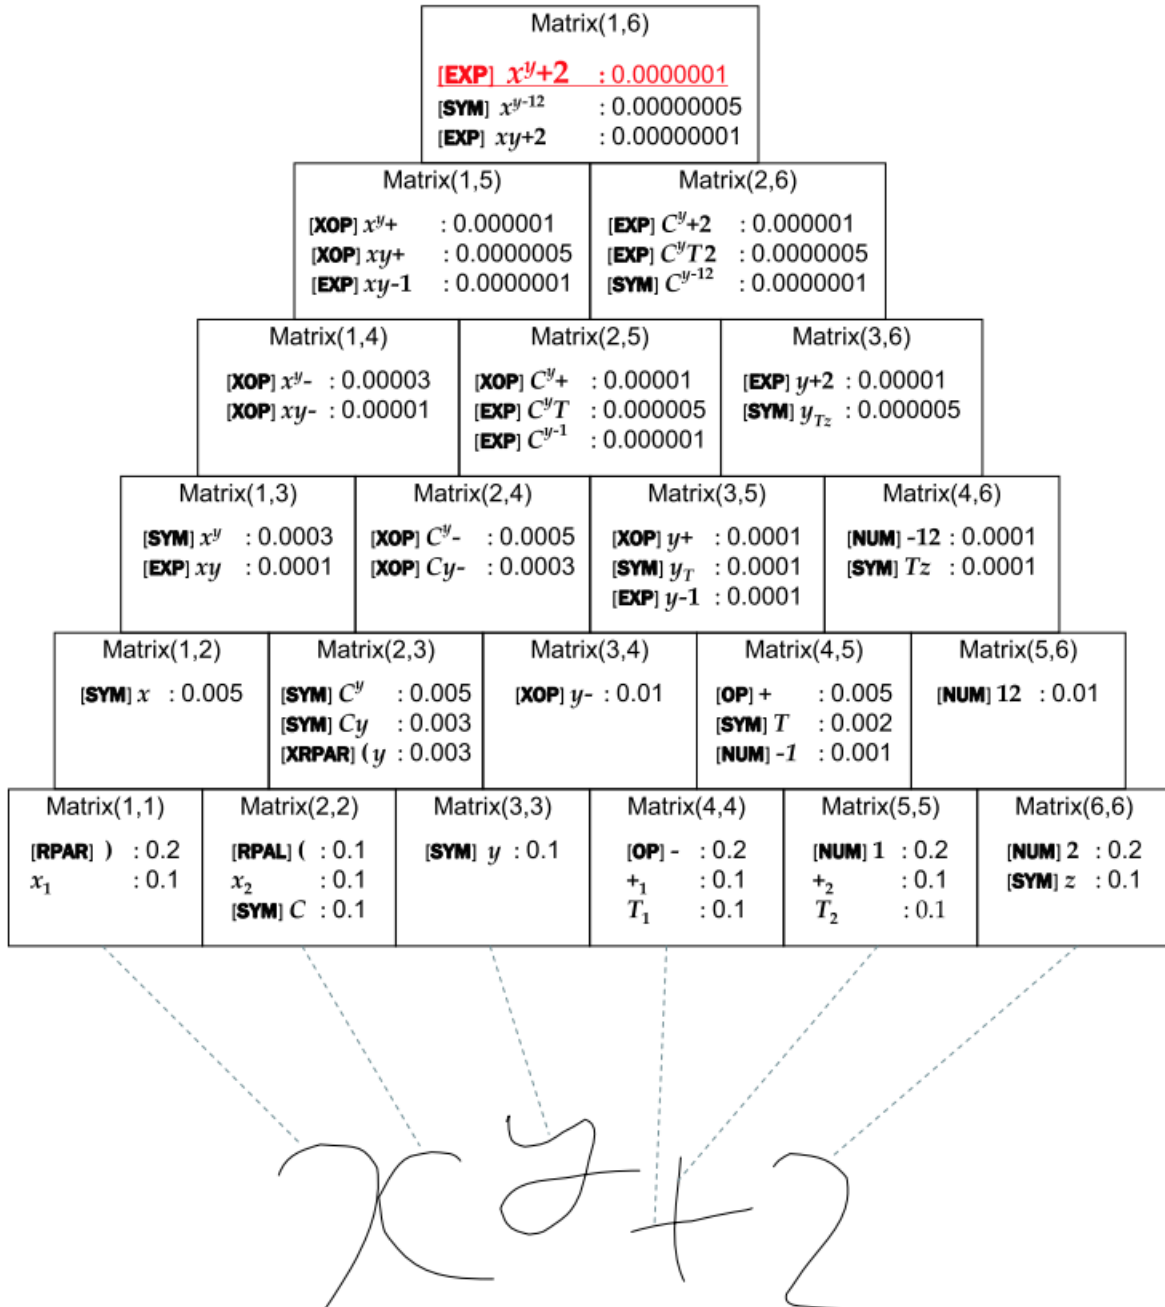 Matrix(1,6)
[EXP] x^y+2 : 0.0000001
[SYM] x^y-12 : 0.00000005
[EXP] xy+2 : 0.00000001
Matrix(1,5)
[XOP] x^y+ : 0.000001
[XOP] xy+ : 0.0000005
[EXP] xy-1 : 0.0000001
Matrix(2,6)
[EXP] C^y+2 : 0.000001
[EXP] C^yT2 : 0.0000005
[SYM] C^y-12 : 0.0000001
Matrix(1,4)
[XOP] x^y- : 0.00003
[XOP] xy- : 0.00001
Matrix(2,5)
[XOP] C^y+ : 0.00001
[EXP] C^yT : 0.000005
[EXP] C^y-1 : 0.000001
Matrix(3,6)
[EXP] y+2 : 0.00001
[SYM] y_Tz : 0.000005
Matrix(1,3)
[SYM] x^y : 0.0003
[EXP] xy : 0.0001
Matrix(2,4)
[XOP] C^y- : 0.0005
[XOP] Cy- : 0.0003
Matrix(3,5)
[XOP] y+ : 0.0001
[SYM] y_T : 0.0001
[EXP] y-1 : 0.0001
Matrix(4,6)
[NUM] -12 : 0.0001
[SYM] Tz : 0.0001
Matrix(1,2)
[SYM] x : 0.005
Matrix(2,3)
[SYM] C^y : 0.005
[SYM] Cy : 0.003
[XRPAR] (y : 0.003
Matrix(3,4)
[XOP] y- : 0.01
Matrix(4,5)
[OP] + : 0.005
[SYM] T : 0.002
[NUM] -1 : 0.001
Matrix(5,6)
[NUM] 12 : 0.01
Matrix(1,1)
[RPAR] ) : 0.2
x_1 : 0.1
Matrix(2,2)
[RPAL] ( : 0.1
x_2 : 0.1
[SYM] C : 0.1
Matrix(3,3)
[SYM] y : 0.1
Matrix(4,4)
[OP] - : 0.2
+_1 : 0.1
T_1 : 0.1
Matrix(5,5)
[NUM] 1 : 0.2
+_2 : 0.1
T_2 : 0.1
Matrix(6,6)
[NUM] 2 : 0.2
[SYM] z : 0.1
x^y+2